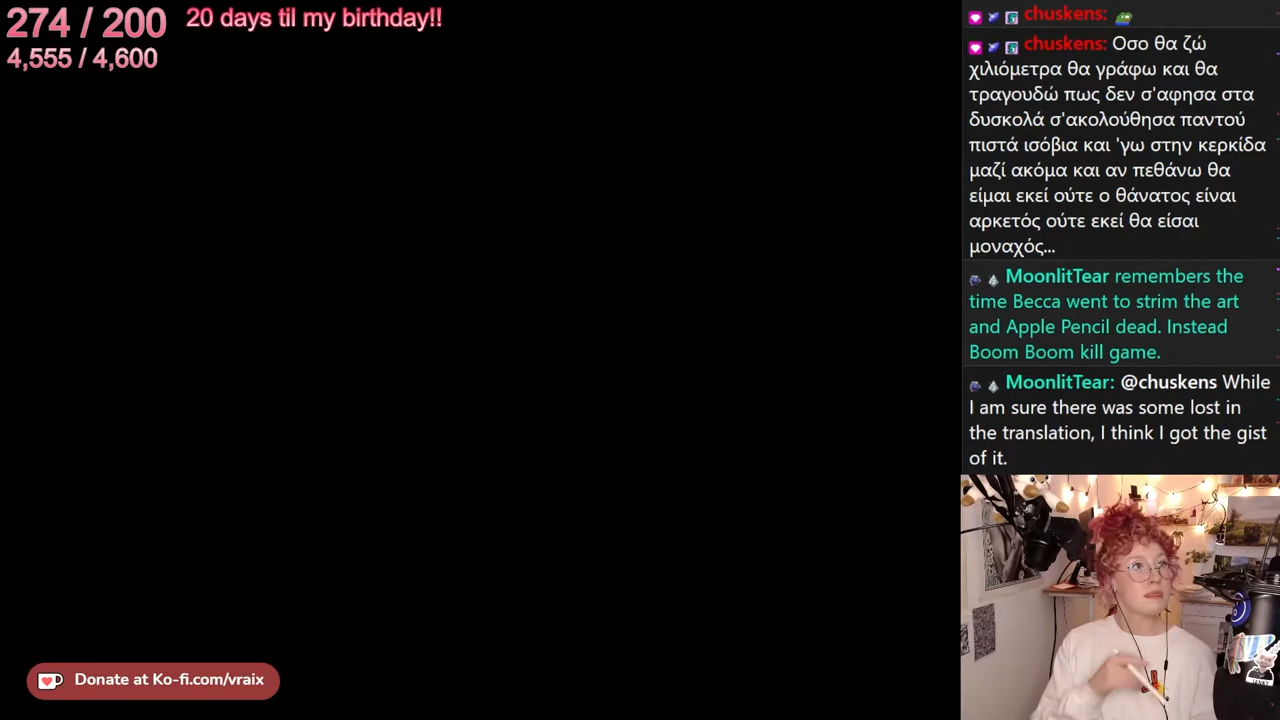 274 / 200
20 days til my birthday!!
4,555 / 4,600
chuskens:
chuskens: Οσο θα ζώ
χιλιόμετρα θα γράφω και θα
τραγουδώ πως δεν σ'αφησα στα
δυσκολά σ'ακολούθησα παντού
πιστά ισόβια και 'γω στην κερκίδα
μαζί ακόμα και αν πεθάνω θα
είμαι εκεί ούτε ο θάνατος είναι
αρκετός ούτε εκεί θα είσαι
μοναχός...
MoonlitTear remembers the
time Becca went to strim the art
and Apple Pencil dead. Instead
Boom Boom kill game.
MoonlitTear: @chuskens While
I am sure there was some lost in
the translation, I think I got the gist
of it.
Donate at Ko-fi.com/vraix